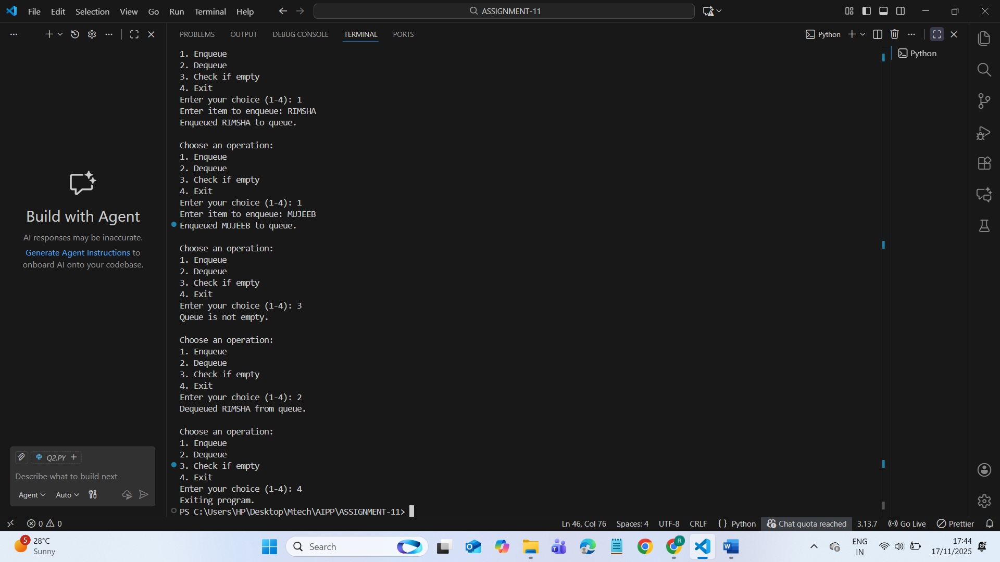 File Edit Selection View Go Run Terminal Help
ASSIGNMENT-11
PROBLEMS OUTPUT DEBUG CONSOLE TERMINAL PORTS
Python
Python
1. Enqueue
2. Dequeue
3. Check if empty
4. Exit
Enter your choice (1-4): 1
Enter item to enqueue: RIMSHA
Enqueued RIMSHA to queue.
Choose an operation:
1. Enqueue
2. Dequeue
3. Check if empty
4. Exit
Enter your choice (1-4): 1
Enter item to enqueue: MUJEEB
Enqueued MUJEEB to queue.
Choose an operation:
1. Enqueue
2. Dequeue
3. Check if empty
4. Exit
Enter your choice (1-4): 3
Queue is not empty.
Choose an operation:
1. Enqueue
2. Dequeue
3. Check if empty
4. Exit
Enter your choice (1-4): 2
Dequeued RIMSHA from queue.
Choose an operation:
1. Enqueue
2. Dequeue
3. Check if empty
4. Exit
Enter your choice (1-4): 4
Exiting program.
PS C:\Users\HP\Desktop\Mtech\AIPP\ASSIGNMENT-11>
Build with Agent
AI responses may be inaccurate.
Generate Agent Instructions to
onboard AI onto your codebase.
Q2.PY
Describe what to build next
Agent Auto
0 0
Ln 46, Col 76 Spaces: 4 UTF-8 CRLF { } Python Chat quota reached 3.13.7 Go Live Prettier
5
28°C
Sunny
Search
R
ENG
IN
17:44
17/11/2025